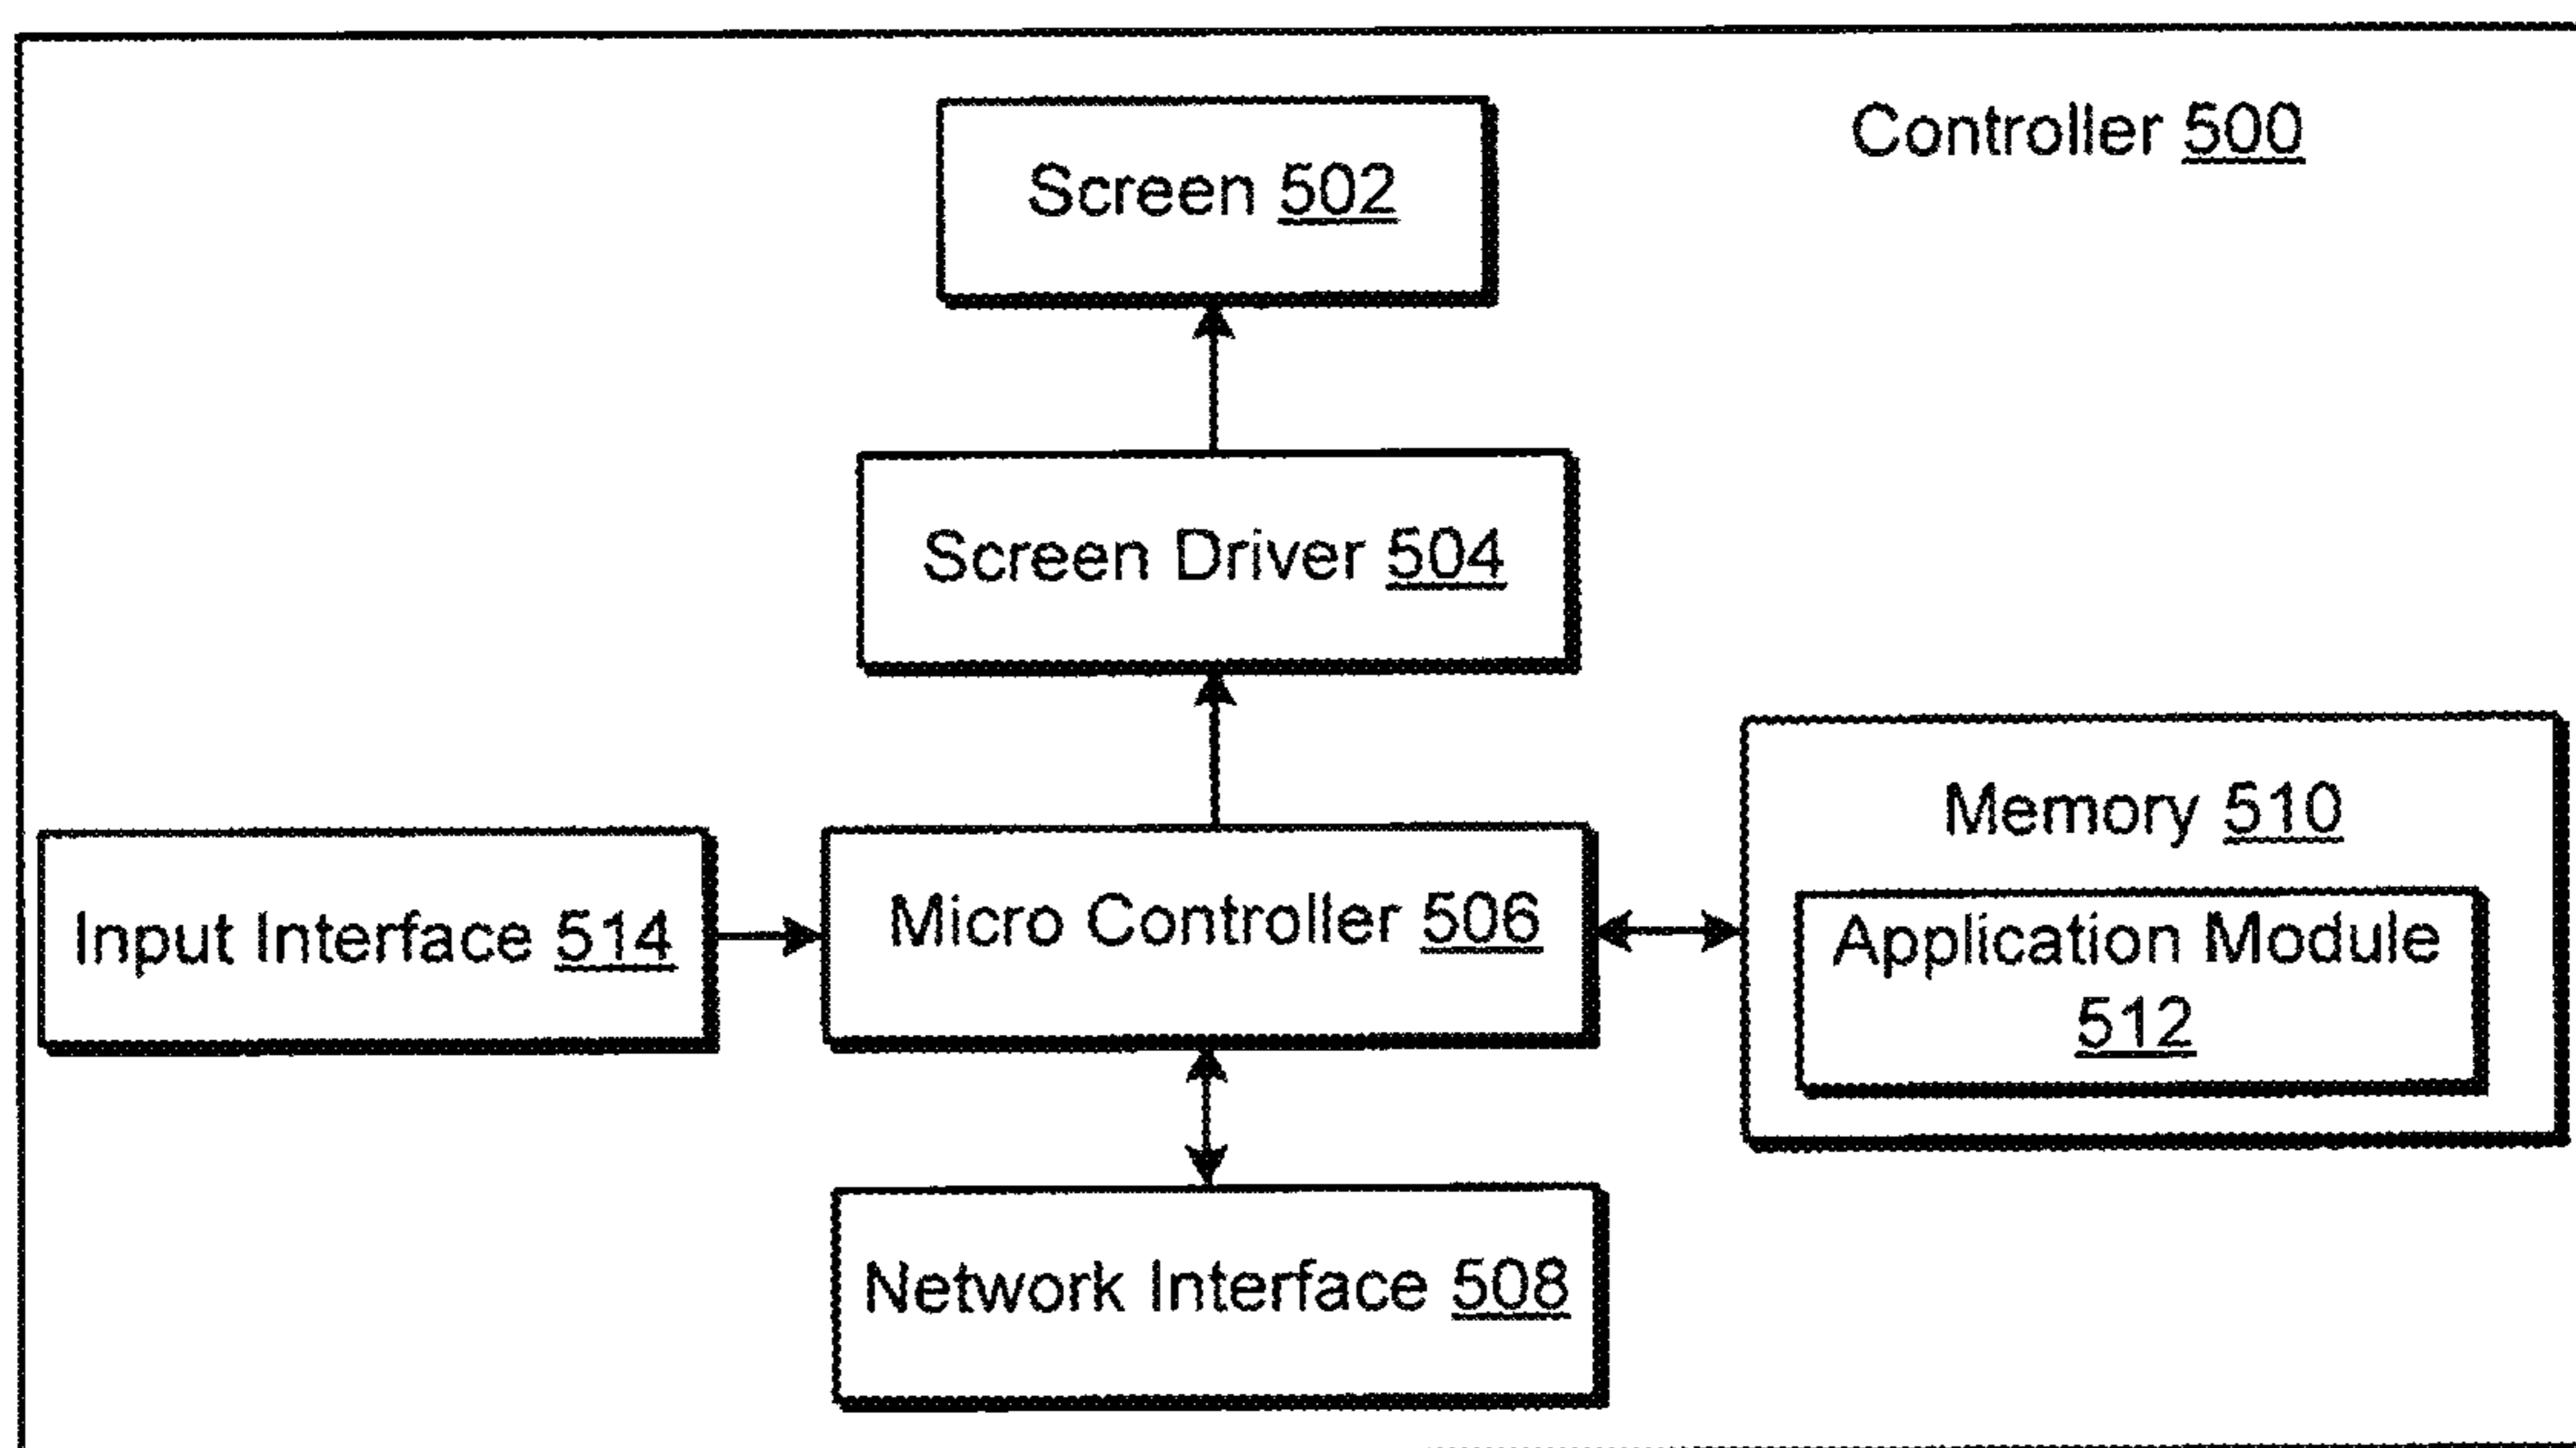 Controller 500
Screen 502
Screen Driver 504
Memory 510
Input Interface 514
Micro Controller 506
Application Module
512
Network Interface 508